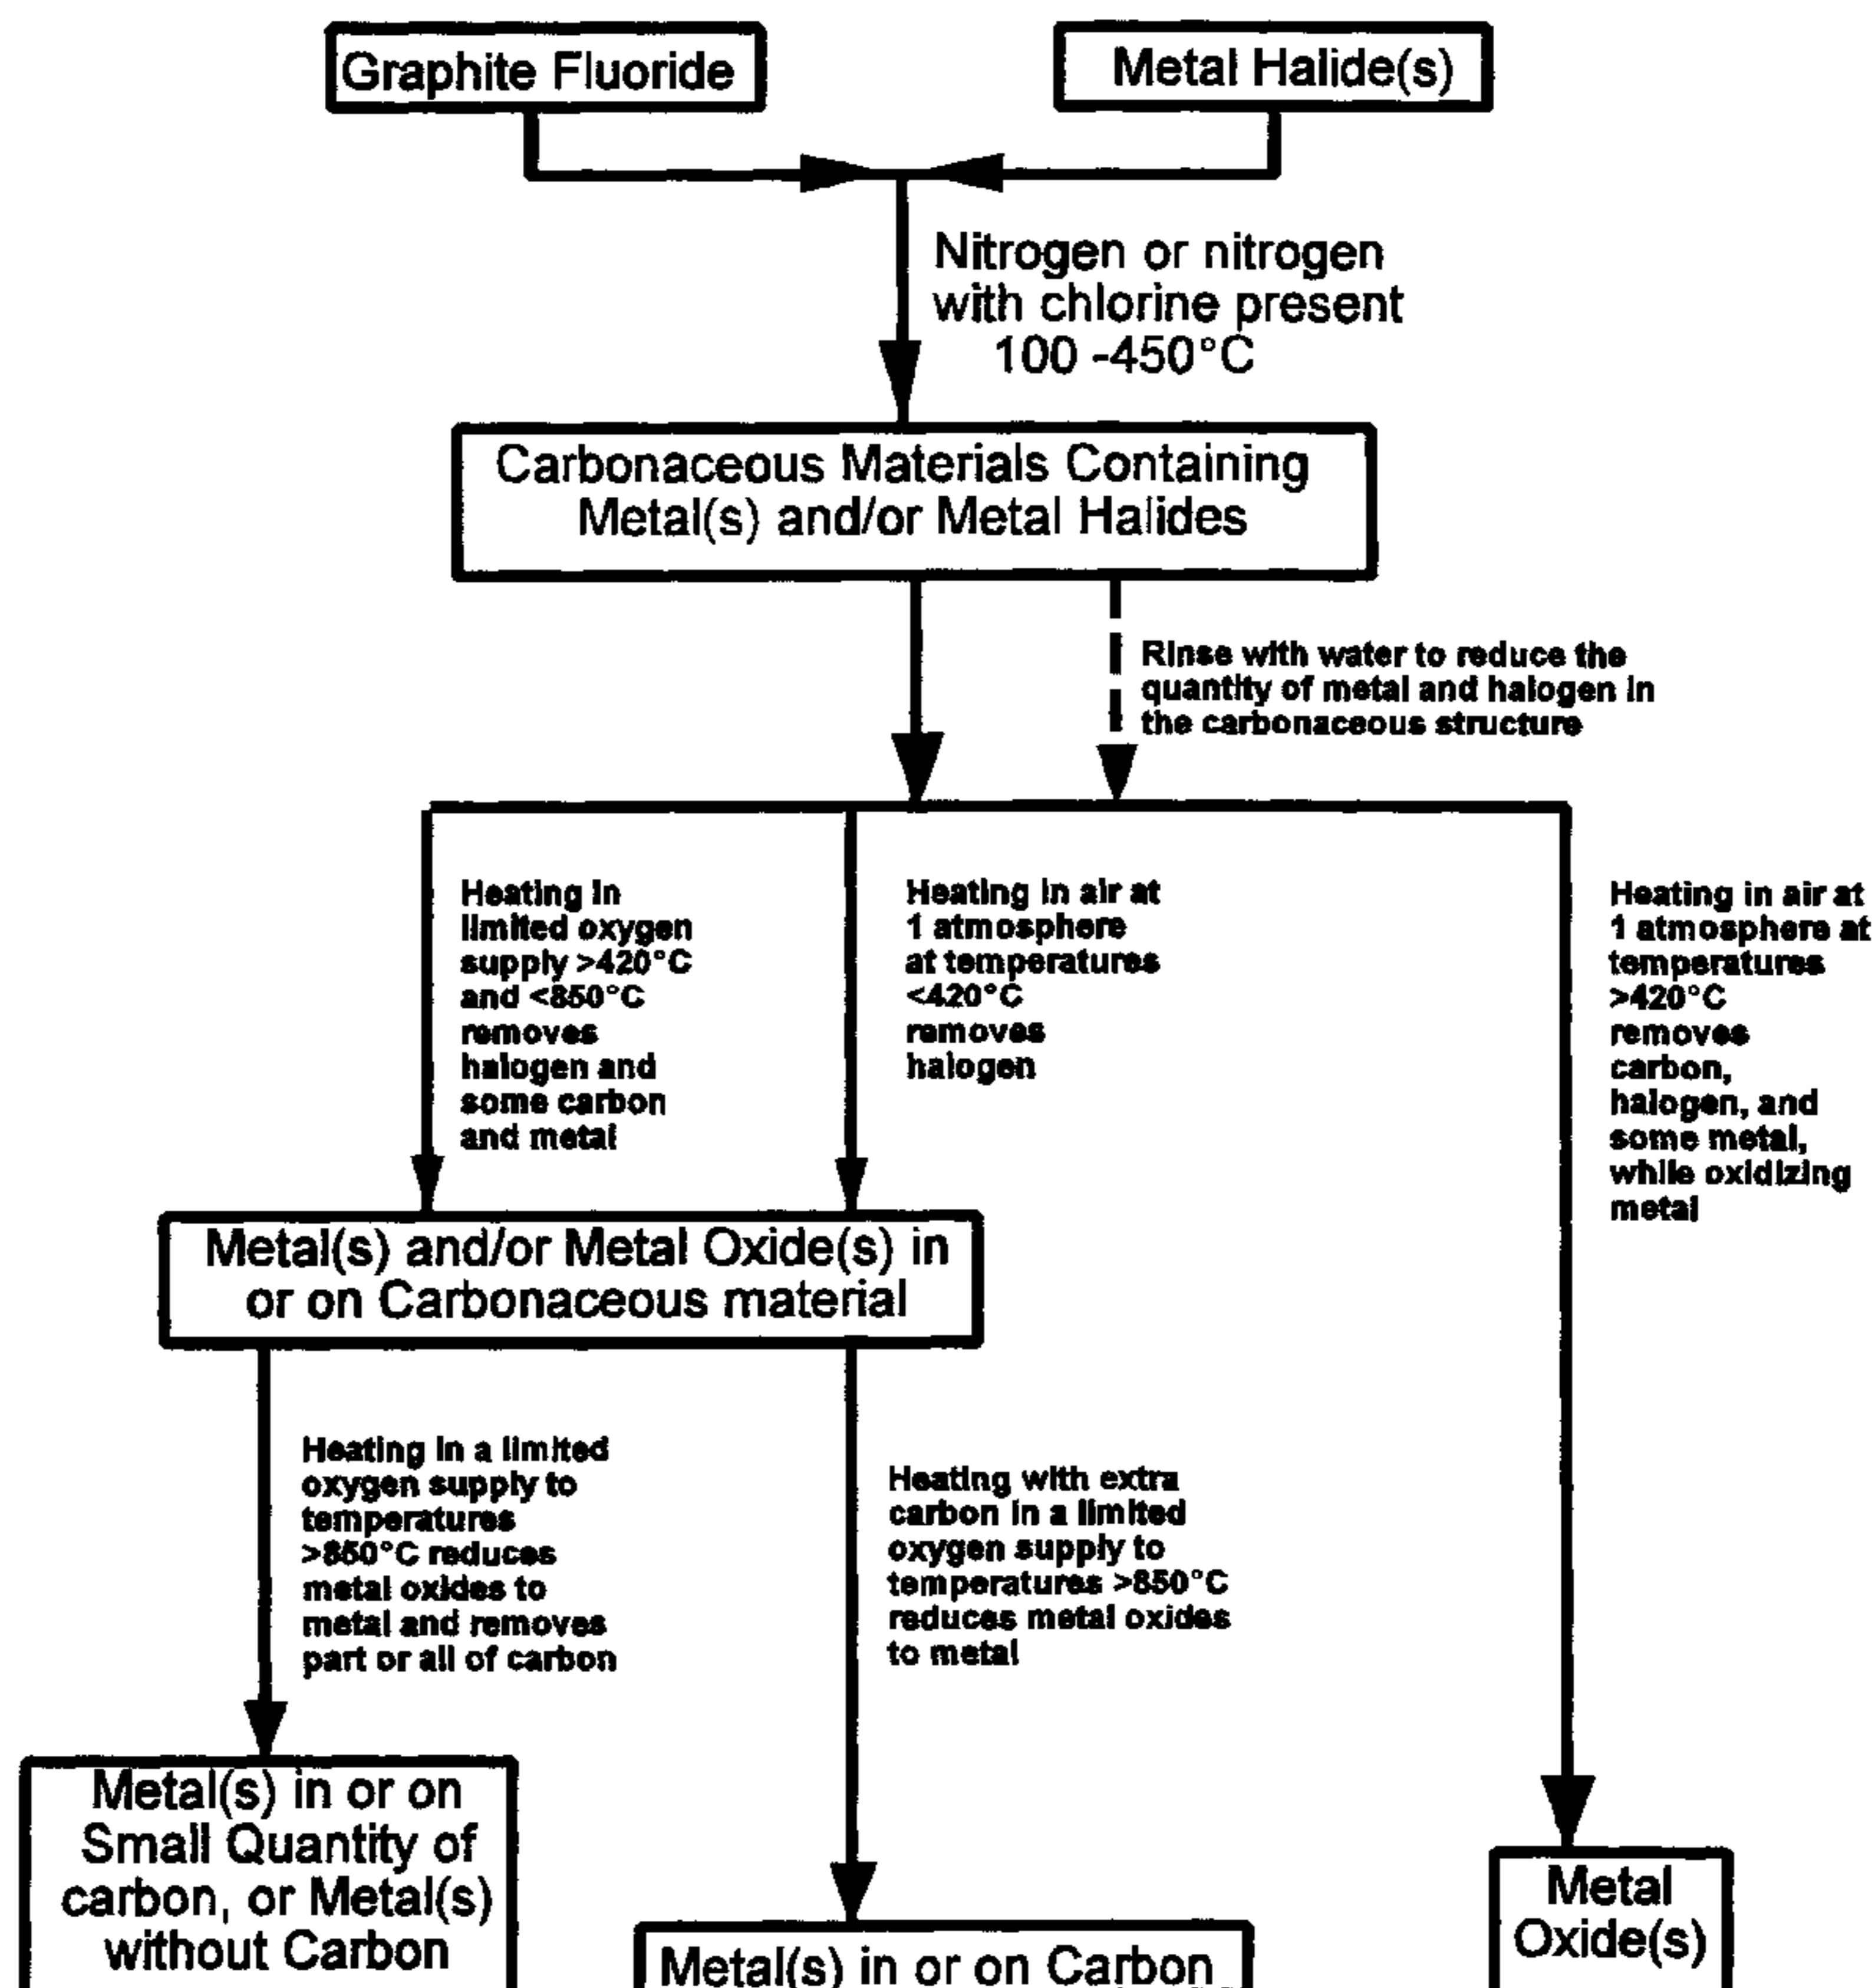 Graphite Fluoride
Metal Halide(s)
Nitrogen or nitrogen
with chlorine present
100 -450°C
Carbonaceous Materials Containing
Metal(s) and/or Metal Halides
Rinse with water to reduce the
quantity of metal and halogen in
the carbonaceous structure
Heating in
limited oxygen
supply >420°C
and <850°C
removes
halogen and
some carbon
and metal
Heating in air at
1 atmosphere
at temperatures
<420°C
removes
halogen
Heating in air at
1 atmosphere at
temperatures
>420°C
removes
carbon,
halogen, and
some metal,
while oxidizing
metal
Metal(s) and/or Metal Oxide(s) in
or on Carbonaceous material
Heating in a limited
oxygen supply to
temperatures
>850°C reduces
metal oxides to
metal and removes
part or all of carbon
Heating with extra
carbon in a limited
oxygen supply to
temperatures >850°C
reduces metal oxides
to metal
Metal(s) in or on
Small Quantity of
carbon, or Metal(s)
without Carbon
Metal(s) in or on Carbon
Metal
Oxide(s)